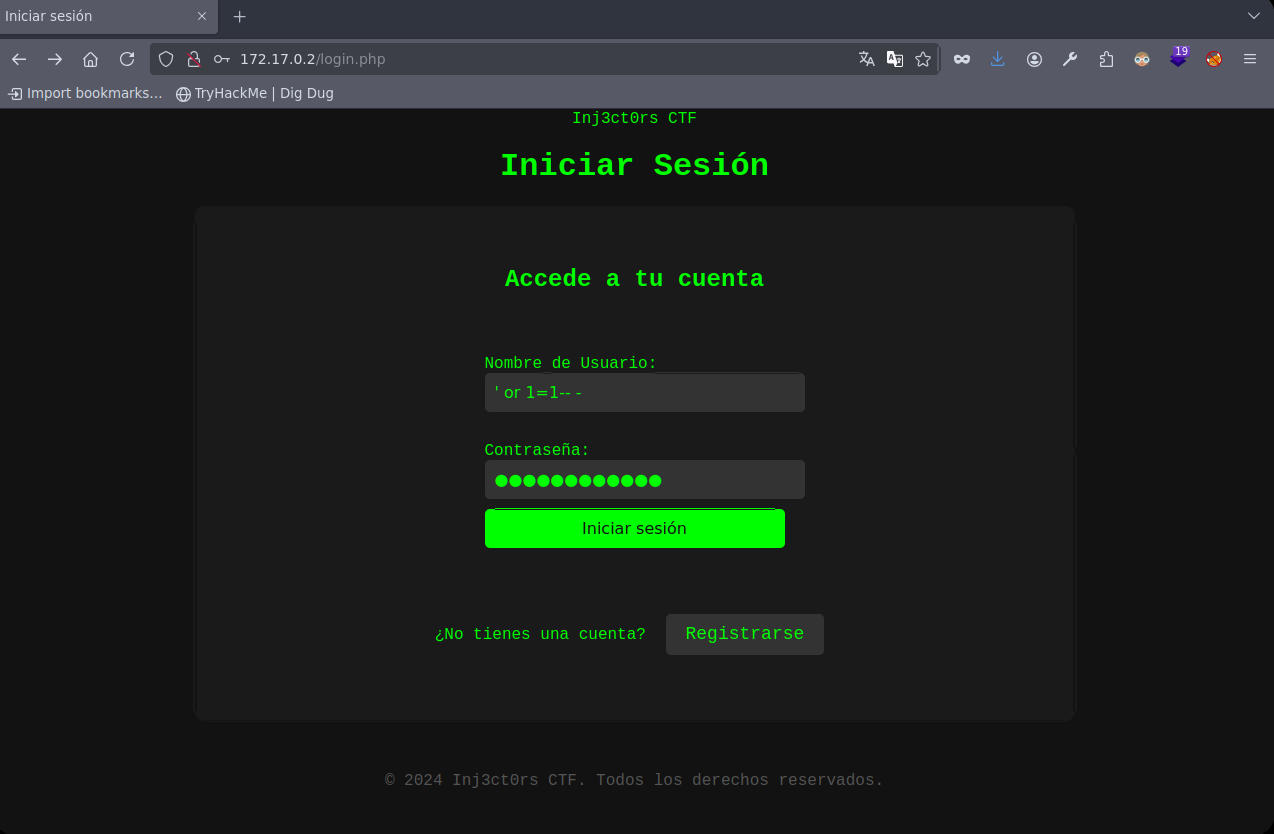 Iniciar sesión
19
172.17.0.2/login.php
Import bookmarks...
TryHackMe | Dig Dug
Inj3ct0rs CTF
Iniciar Sesión
Accede a tu cuenta
Nombre de Usuario:
' or 1=1-- -
Contraseña:
Iniciar sesión
¿No tienes una cuenta? Registrarse
© 2024 Inj3ct0rs CTF. Todos los derechos reservados.